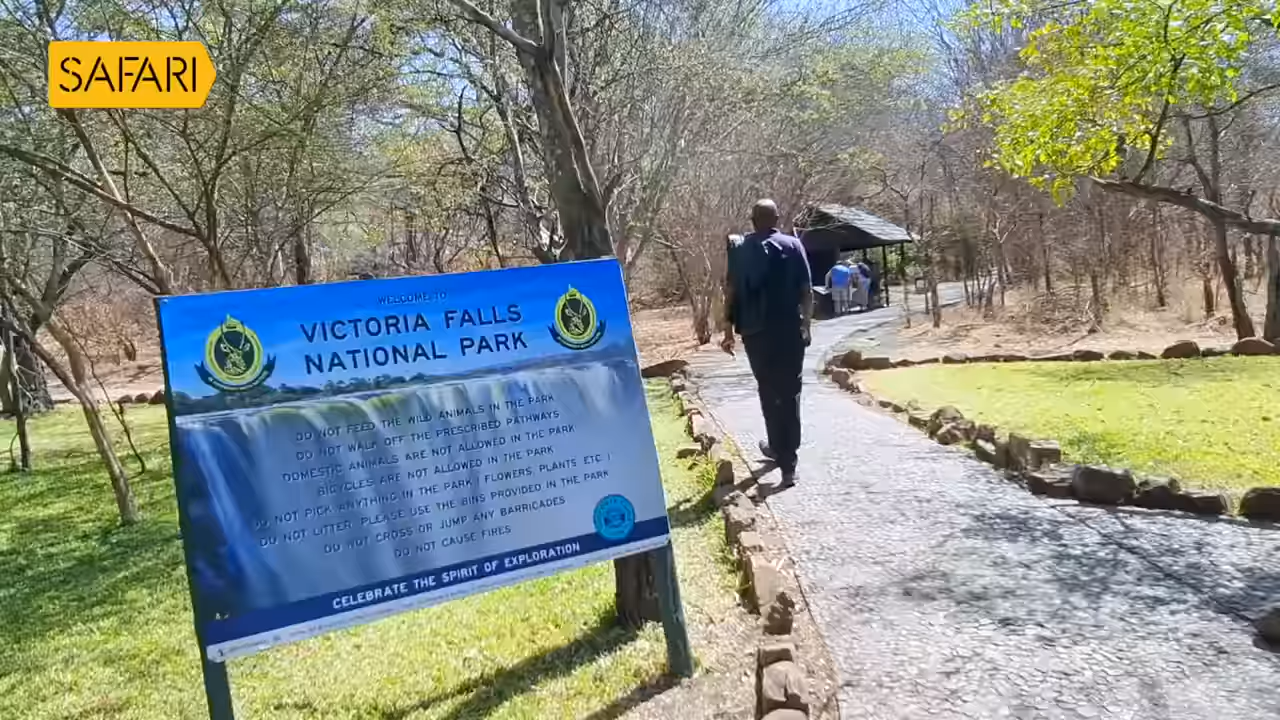 SAFARI
WELCOME TO
VICTORIA FALLS
NATIONAL PARK
DO NOT FEED THE WILD ANIMALS IN THE PARK
DO NOT WALK OFF THE PRESCRIBED PATHWAYS
DOMESTIC ANIMALS ARE NOT ALLOWED IN THE PARK
BICYCLES ARE NOT ALLOWED IN THE PARK
DO NOT PICK ANYTHING IN THE PARK ( FLOWERS, PLANTS ETC.)
DO NOT LITTER, PLEASE USE THE BINS PROVIDED IN THE PARK
DO NOT CROSS OR JUMP ANY BARRICADES
DO NOT CAUSE FIRES
CELEBRATE THE SPIRIT OF EXPLORATION